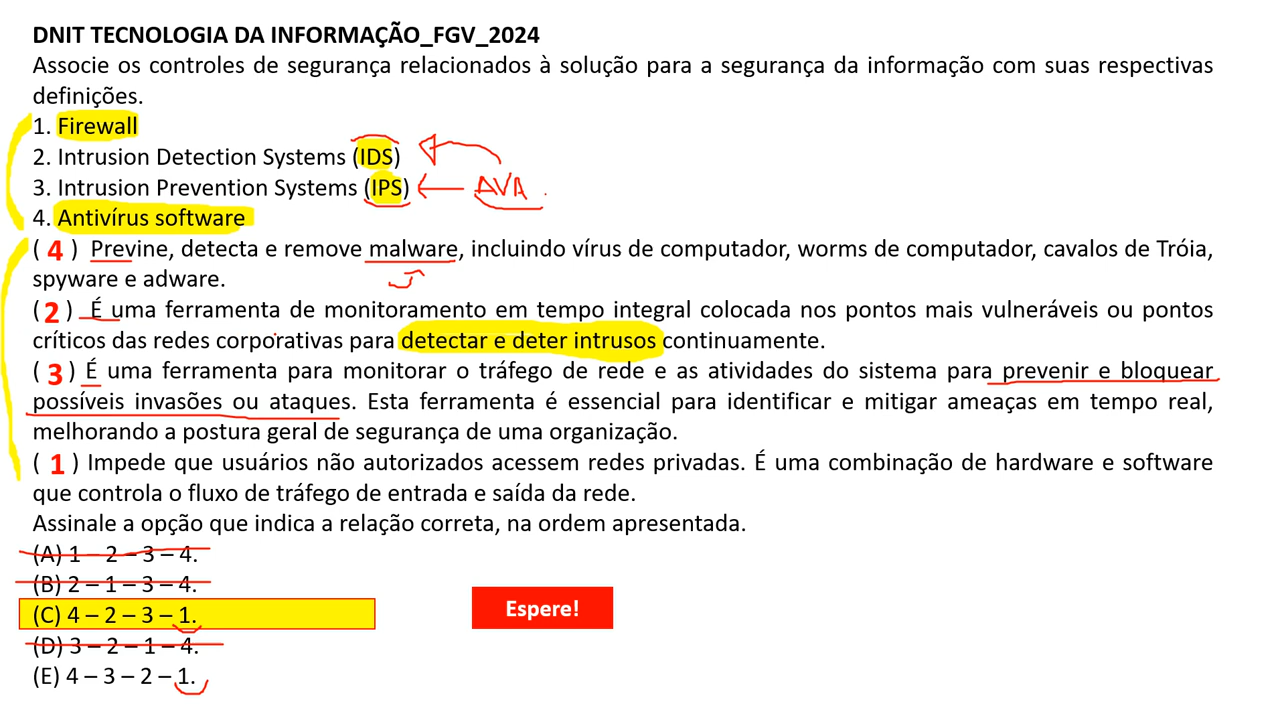 DNIT TECNOLOGIA DA INFORMAÇÃO_FGV_2024
Associe os controles de segurança relacionados à solução para a segurança da informação com suas respectivas
definições.
1. Firewall
2. Intrusion Detection Systems (IDS)
3. Intrusion Prevention Systems (IPS) AVA
4. Antivírus software
( 4 ) Previne, detecta e remove malware, incluindo vírus de computador, worms de computador, cavalos de Tróia,
spyware e adware.
( 2 ) É uma ferramenta de monitoramento em tempo integral colocada nos pontos mais vulneráveis ou pontos
críticos das redes corporativas para detectar e deter intrusos continuamente.
( 3 ) É uma ferramenta para monitorar o tráfego de rede e as atividades do sistema para prevenir e bloquear
possíveis invasões ou ataques. Esta ferramenta é essencial para identificar e mitigar ameaças em tempo real,
melhorando a postura geral de segurança de uma organização.
( 1 ) Impede que usuários não autorizados acessem redes privadas. É uma combinação de hardware e software
que controla o fluxo de tráfego de entrada e saída da rede.
Assinale a opção que indica a relação correta, na ordem apresentada.
(A) 1 – 2 – 3 – 4.
(B) 2 – 1 – 3 – 4.
(C) 4 – 2 – 3 – 1.
Espere!
(D) 3 – 2 – 1 – 4.
(E) 4 – 3 – 2 – 1.